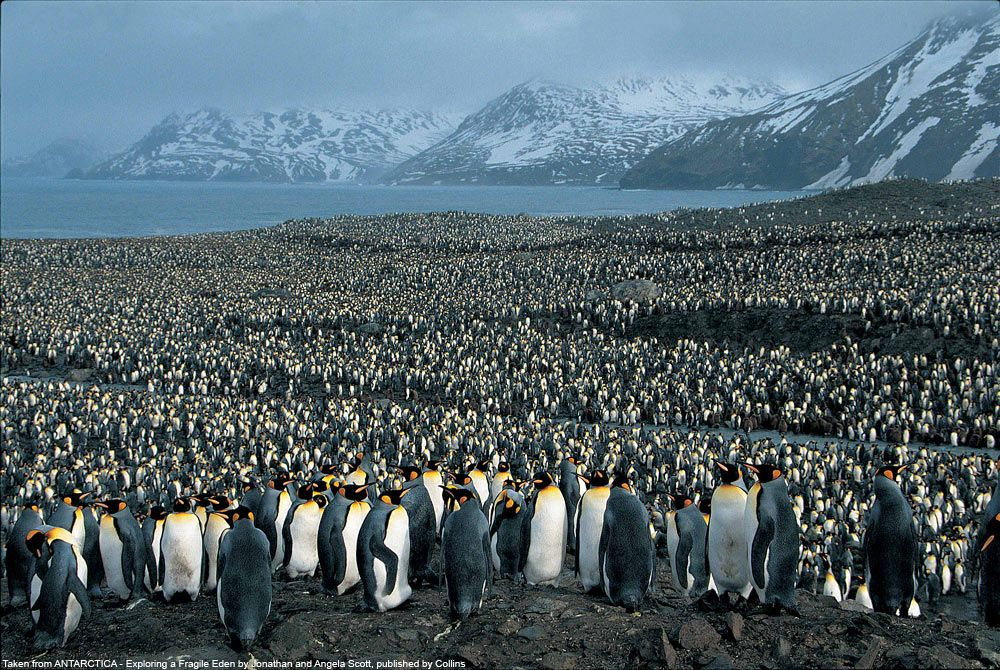 Taken from ANTARCTICA - Exploring a Fragile Eden by Jonathan and Angela Scott, published by Collins